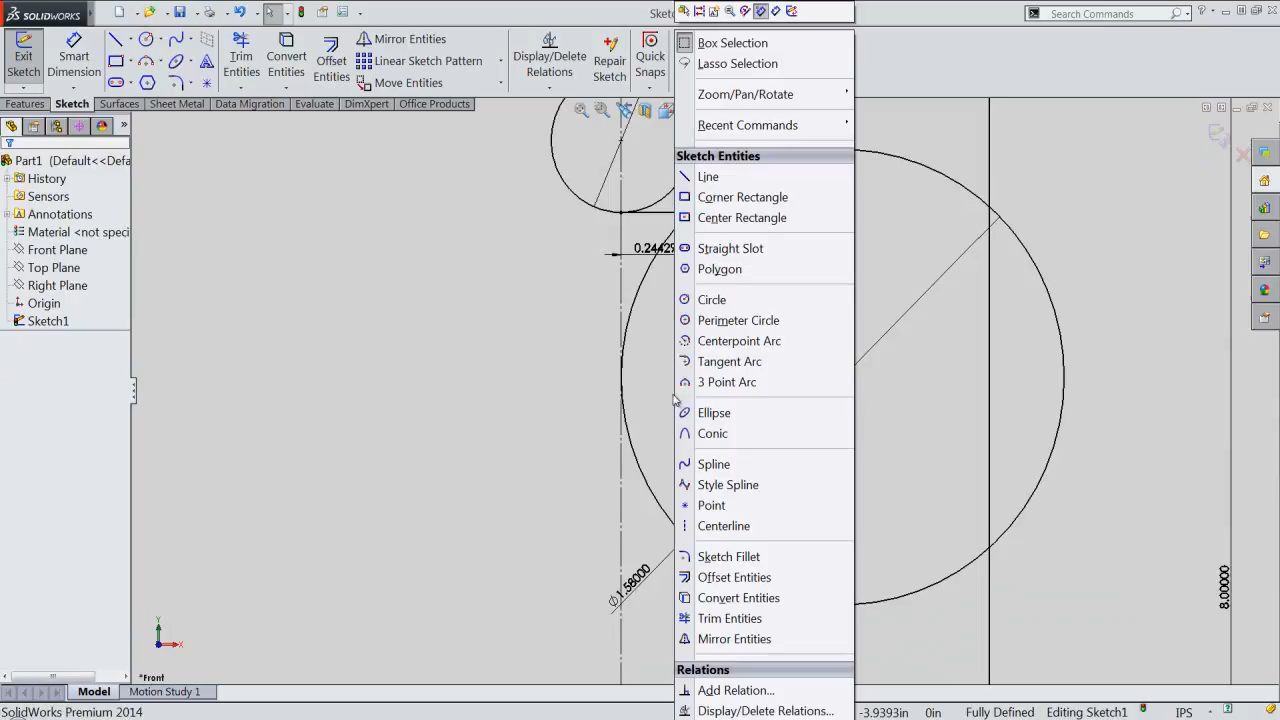 SOLIDWORKS
Sketc
Search Commands
Exit
Sketch
Smart
Dimension
Trim
Entities
Convert
Entities
Offset
Entities
Mirror Entities
Linear Sketch Pattern
Move Entities
Display/Delete
Relations
Repair
Sketch
Quick
Snaps
Features
Sketch
Surfaces
Sheet Metal
Data Migration
Evaluate
DimXpert
Office Products
Part1 (Default<<Defa
History
Sensors
Annotations
Material <not speci
Front Plane
Top Plane
Right Plane
Origin
Sketch1
Box Selection
Lasso Selection
Zoom/Pan/Rotate
Recent Commands
Sketch Entities
Line
Corner Rectangle
Center Rectangle
Straight Slot
Polygon
Circle
Perimeter Circle
Centerpoint Arc
Tangent Arc
3 Point Arc
Ellipse
Conic
Spline
Style Spline
Point
Centerline
Sketch Fillet
Offset Entities
Convert Entities
Trim Entities
Mirror Entities
Relations
Add Relation...
Display/Delete Relations...
0.24429
Ø1.58000
8.00000
Y
X
*Front
Model
Motion Study 1
SolidWorks Premium 2014
-3.9393in
0in
Fully Defined
Editing Sketch1
IPS